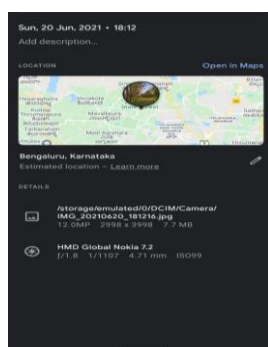 Sun, 20 Jun, 2021 • 18:12
Add description...
LOCATION
Open in Maps
Bengaluru, Karnataka
Estimated location – Learn more
DETAILS
/storage/emulated/0/DCIM/Camera/
IMG_20210620_181216.jpg
12.0MP 2998 x 3998 7.7 MB
HMD Global Nokia 7.2
ƒ/1.8 1/1107 4.71 mm ISO99